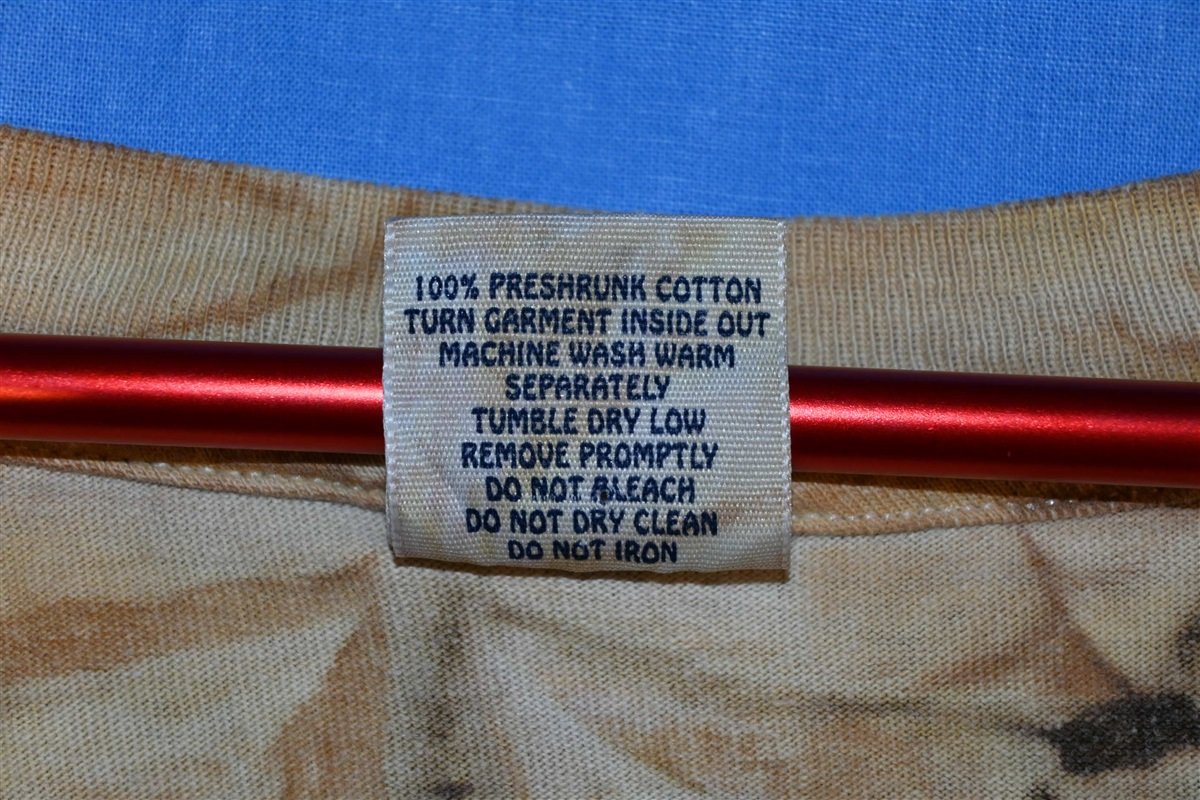 100% PRESHRUNK COTTON
TURN GARMENT INSIDE OUT
MACHINE WASH WARM
SEPARATELY
TUMBLE DRY LOW
REMOVE PROMPTLY
DO NOT BLEACH
DO NOT DRY CLEAN
DO NOT IRON